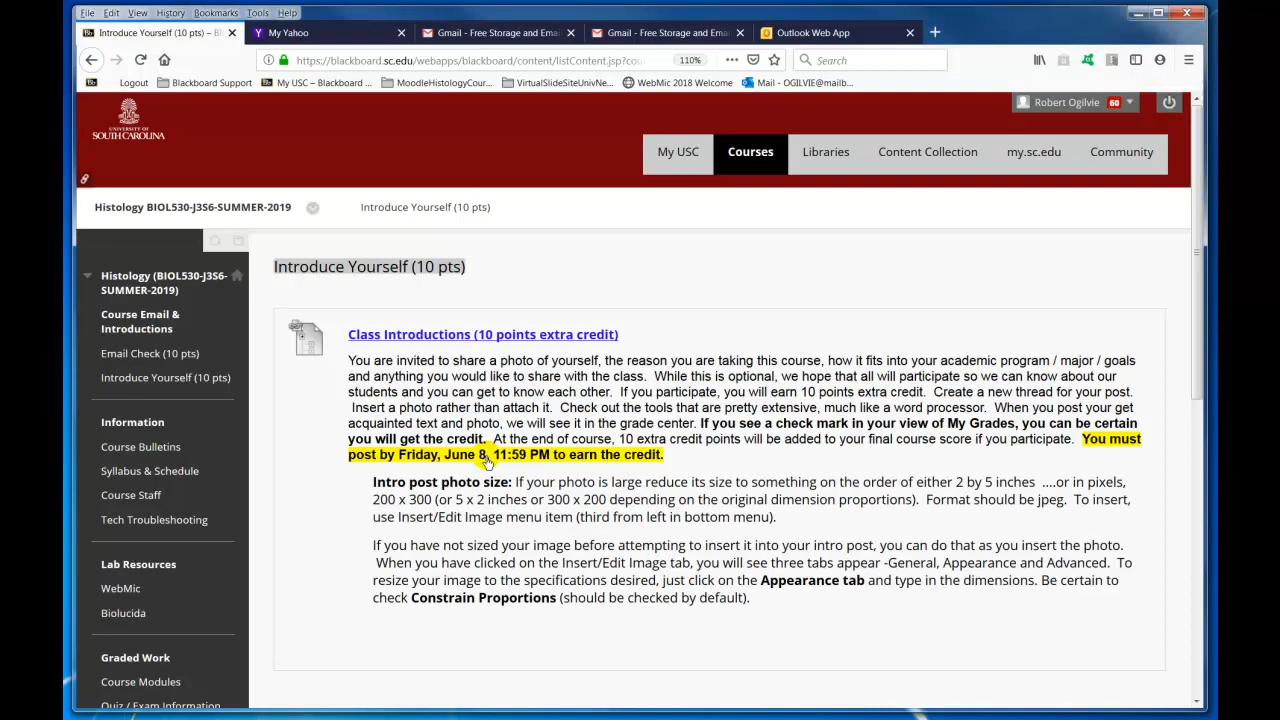 File Edit View History Bookmarks Tools Help
Introduce Yourself (10 pts) – Bl
My Yahoo
Gmail - Free Storage and Emai
Gmail - Free Storage and Emai
Outlook Web App
https://blackboard.sc.edu/webapps/blackboard/content/listContent.jsp?cou
110%
Search
Logout
Blackboard Support
My USC – Blackboard ...
MoodleHistologyCour...
VirtualSlideSiteUnivNe...
WebMic 2018 Welcome
Mail - OGILVIE@mailb...
Robert Ogilvie 60
UNIVERSITY OF
SOUTH CAROLINA
My USC
Courses
Libraries
Content Collection
my.sc.edu
Community
Histology BIOL530-J3S6-SUMMER-2019
Introduce Yourself (10 pts)
Histology (BIOL530-J3S6-
SUMMER-2019)
Course Email &
Introductions
Email Check (10 pts)
Introduce Yourself (10 pts)
Information
Course Bulletins
Syllabus & Schedule
Course Staff
Tech Troubleshooting
Lab Resources
WebMic
Biolucida
Graded Work
Course Modules
Quiz / Exam Information
Introduce Yourself (10 pts)
Class Introductions (10 points extra credit)
You are invited to share a photo of yourself, the reason you are taking this course, how it fits into your academic program / major / goals
and anything you would like to share with the class. While this is optional, we hope that all will participate so we can know about our
students and you can get to know each other. If you participate, you will earn 10 points extra credit. Create a new thread for your post.
Insert a photo rather than attach it. Check out the tools that are pretty extensive, much like a word processor. When you post your get
acquainted text and photo, we will see it in the grade center. If you see a check mark in your view of My Grades, you can be certain
you will get the credit. At the end of course, 10 extra credit points will be added to your final course score if you participate. You must
post by Friday, June 8, 11:59 PM to earn the credit.
Intro post photo size: If your photo is large reduce its size to something on the order of either 2 by 5 inches ....or in pixels,
200 x 300 (or 5 x 2 inches or 300 x 200 depending on the original dimension proportions). Format should be jpeg. To insert,
use Insert/Edit Image menu item (third from left in bottom menu).
If you have not sized your image before attempting to insert it into your intro post, you can do that as you insert the photo.
When you have clicked on the Insert/Edit Image tab, you will see three tabs appear -General, Appearance and Advanced. To
resize your image to the specifications desired, just click on the Appearance tab and type in the dimensions. Be certain to
check Constrain Proportions (should be checked by default).